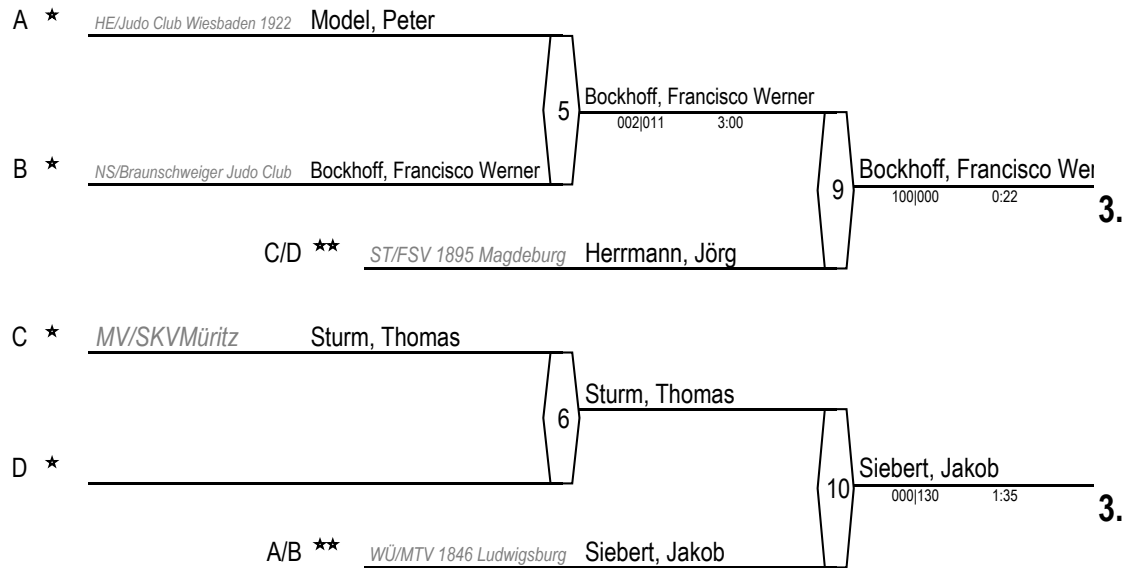 A ★ HE/Judo Club Wiesbaden 1922 Model, Peter
5 Bockhoff, Francisco Werner
002|011 3:00
B ★ NS/Braunschweiger Judo Club Bockhoff, Francisco Werner
9 Bockhoff, Francisco Wer
100|000 0:22
3.
C/D ★★ ST/FSV 1895 Magdeburg Herrmann, Jörg
C ★ MV/SKVMüritz Sturm, Thomas
6 Sturm, Thomas
D ★
10 Siebert, Jakob
000|130 1:35
3.
A/B ★★ WÜ/MTV 1846 Ludwigsburg Siebert, Jakob